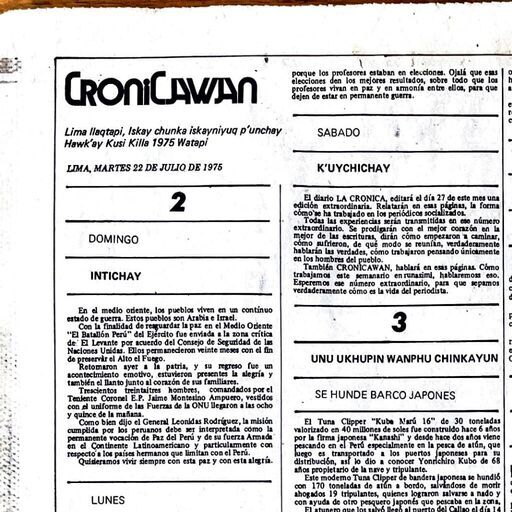 CRONICAWAN
Lima llaqtapi, Iskay chunka iskayniyuq p'unchay
Hawk'ay Kusi Killa 1975 Watapi
LIMA, MARTES 22 DE JULIO DE 1975
2
DOMINGO
INTICHAY
En el medio oriente, los pueblos viven en un contínuo
estado de guerra. Estos pueblos son Arabia e Israel.
Con la finalidad de resguardar la paz en el Medio Oriente
"El Batallón Perú" del Ejército fue enviada a la zona crítica
de El Levante por acuerdo del Consejo de Seguridad de las
Naciones Unidas. Ellos permanecieron veinte meses con el fin
de preservar el Alto el Fuego.
Retornaron ayer a la patria, y su regreso fue un
acontecimiento emotivo, estuvieron presentes la alegría y
también el llanto junto al corazón de sus familiares.
Trescientos treintaitres hombres, comandados por el
Teniente Coronel E.P. Jaime Montesino Ampuero, vestidos
con el uniforme de las Fuerzas de la ONU llegaron a las ocho
y quince de la mañana.
Como bien dijo el General Leonidas Rodríguez, la misión
cumplida por los peruanos debe ser interpretada como la
permanente vocación de Paz del Perú y de su Fuerza Armada
en el Continente Latinoamericano y particularmente con
respecto a los países hermanos que limitan con el Perú.
Quisieramos vivir siempre con esta paz y con esta alegría.
LUNES
porque los profesores estaban en elecciones. Ojalá que esas
elecciones den los mejores resultados, sobre todo que los
profesores vivan en paz y en armonía entre ellos, para que
dejen de estar en permanente guerra.
SABADO
K'UYCHICHAY
El diario LA CRONICA, editará el día 27 de este mes una
edición extraordinaria. Relatarán en esas páginas, la forma
cómo se ha trabajado en los periódicos socializados.
Todas las experiencias serán transmitidas en ese número
extraordinario. Se prodigarán con el mejor corazón en la
mejor de las escrituras, dirán cómo empezaron a caminar,
cómo sufrieron, de qué modo se reunían, verdaderamente
hablarán las verdades, cómo trabajaron pensando únicamente
en los hombres del pueblo.
También CRONICAWAN, hablará en esas páginas. Cómo
trabajamos este semanario en runasimi, hablaremos eso.
Esperemos ese número extraordinario, para que sepamos
verdaderamente cómo es la vida del periodista.
3
UNU UKHUPIN WANPHU CHINKAYUN
SE HUNDE BARCO JAPONES
El Tuna Clipper "Kuba Marú 16" de 30 toneladas
valorizado en 40 millones de soles fue construído hace 6 años
por la firma japonesa "Kanashi" y desde hace dos años viene
pescando en el Perú especialmente en la pesca de atún, que
luego es transportado a los puertos japoneses para su
distribución, así lo dio a conocer Yonrichiro Kubo de 68
años propietario de la nave y tripulante.
Este moderno Tuna Clipper de bandera japonesa se hundió
con 170 toneladas de atún a bordo, salvándose de morir
ahogados 19 tripulantes, quienes lograron salvarse a nado y
con ayuda de otro pesquero japonés que pescaba en la zona.
El atunero que los salvó llegó al puerto del Callao el día 14